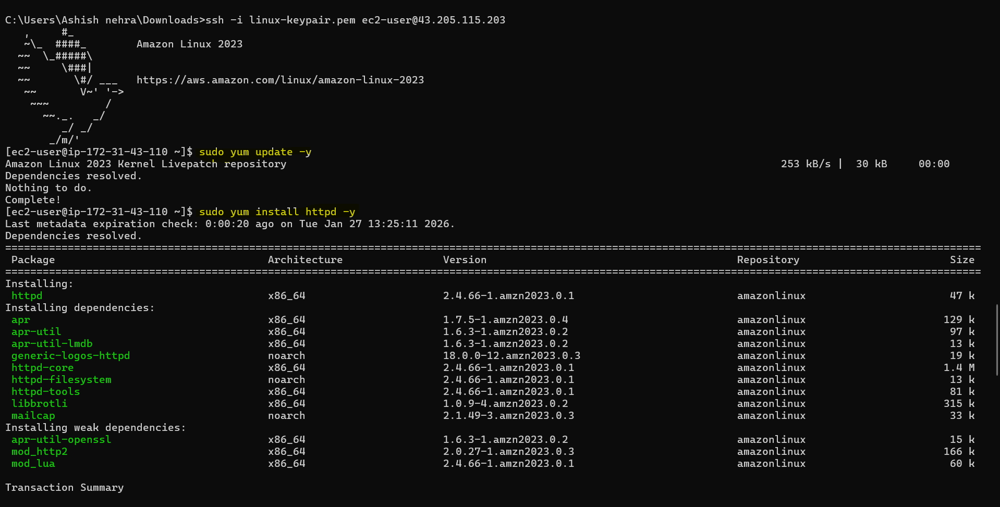 C:\Users\Ashish nehra\Downloads>ssh -i linux-keypair.pem ec2-user@43.205.115.203
   ,     #_
   ~\_  ####_        Amazon Linux 2023
  ~~  \_#####\
  ~~     \###|
  ~~       \#/ ___   https://aws.amazon.com/linux/amazon-linux-2023
   ~~       V~' '->
    ~~~         /
      ~~._.   _/
         _/ _/
       _/m/'
[ec2-user@ip-172-31-43-110 ~]$ sudo yum update -y
Amazon Linux 2023 Kernel Livepatch repository 253 kB/s | 30 kB 00:00
Dependencies resolved.
Nothing to do.
Complete!
[ec2-user@ip-172-31-43-110 ~]$ sudo yum install httpd -y
Last metadata expiration check: 0:00:20 ago on Tue Jan 27 13:25:11 2026.
Dependencies resolved.
================================================================================
Package Architecture Version Repository Size
================================================================================
Installing:
httpd x86_64 2.4.66-1.amzn2023.0.1 amazonlinux 47 k
Installing dependencies:
apr x86_64 1.7.5-1.amzn2023.0.4 amazonlinux 129 k
apr-util x86_64 1.6.3-1.amzn2023.0.2 amazonlinux 97 k
apr-util-lmdb x86_64 1.6.3-1.amzn2023.0.2 amazonlinux 13 k
generic-logos-httpd noarch 18.0.0-12.amzn2023.0.3 amazonlinux 19 k
httpd-core x86_64 2.4.66-1.amzn2023.0.1 amazonlinux 1.4 M
httpd-filesystem noarch 2.4.66-1.amzn2023.0.1 amazonlinux 13 k
httpd-tools x86_64 2.4.66-1.amzn2023.0.1 amazonlinux 81 k
libbrotli x86_64 1.0.9-4.amzn2023.0.2 amazonlinux 315 k
mailcap noarch 2.1.49-3.amzn2023.0.3 amazonlinux 33 k
Installing weak dependencies:
apr-util-openssl x86_64 1.6.3-1.amzn2023.0.2 amazonlinux 15 k
mod_http2 x86_64 2.0.27-1.amzn2023.0.3 amazonlinux 166 k
mod_lua x86_64 2.4.66-1.amzn2023.0.1 amazonlinux 60 k
Transaction Summary